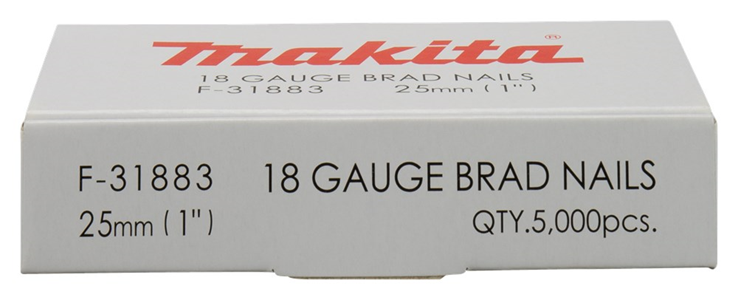 makita®
18 GAUGE BRAD NAILS
F-31883 25mm (1")
F-31883 18 GAUGE BRAD NAILS
25mm (1") QTY.5,000pcs.